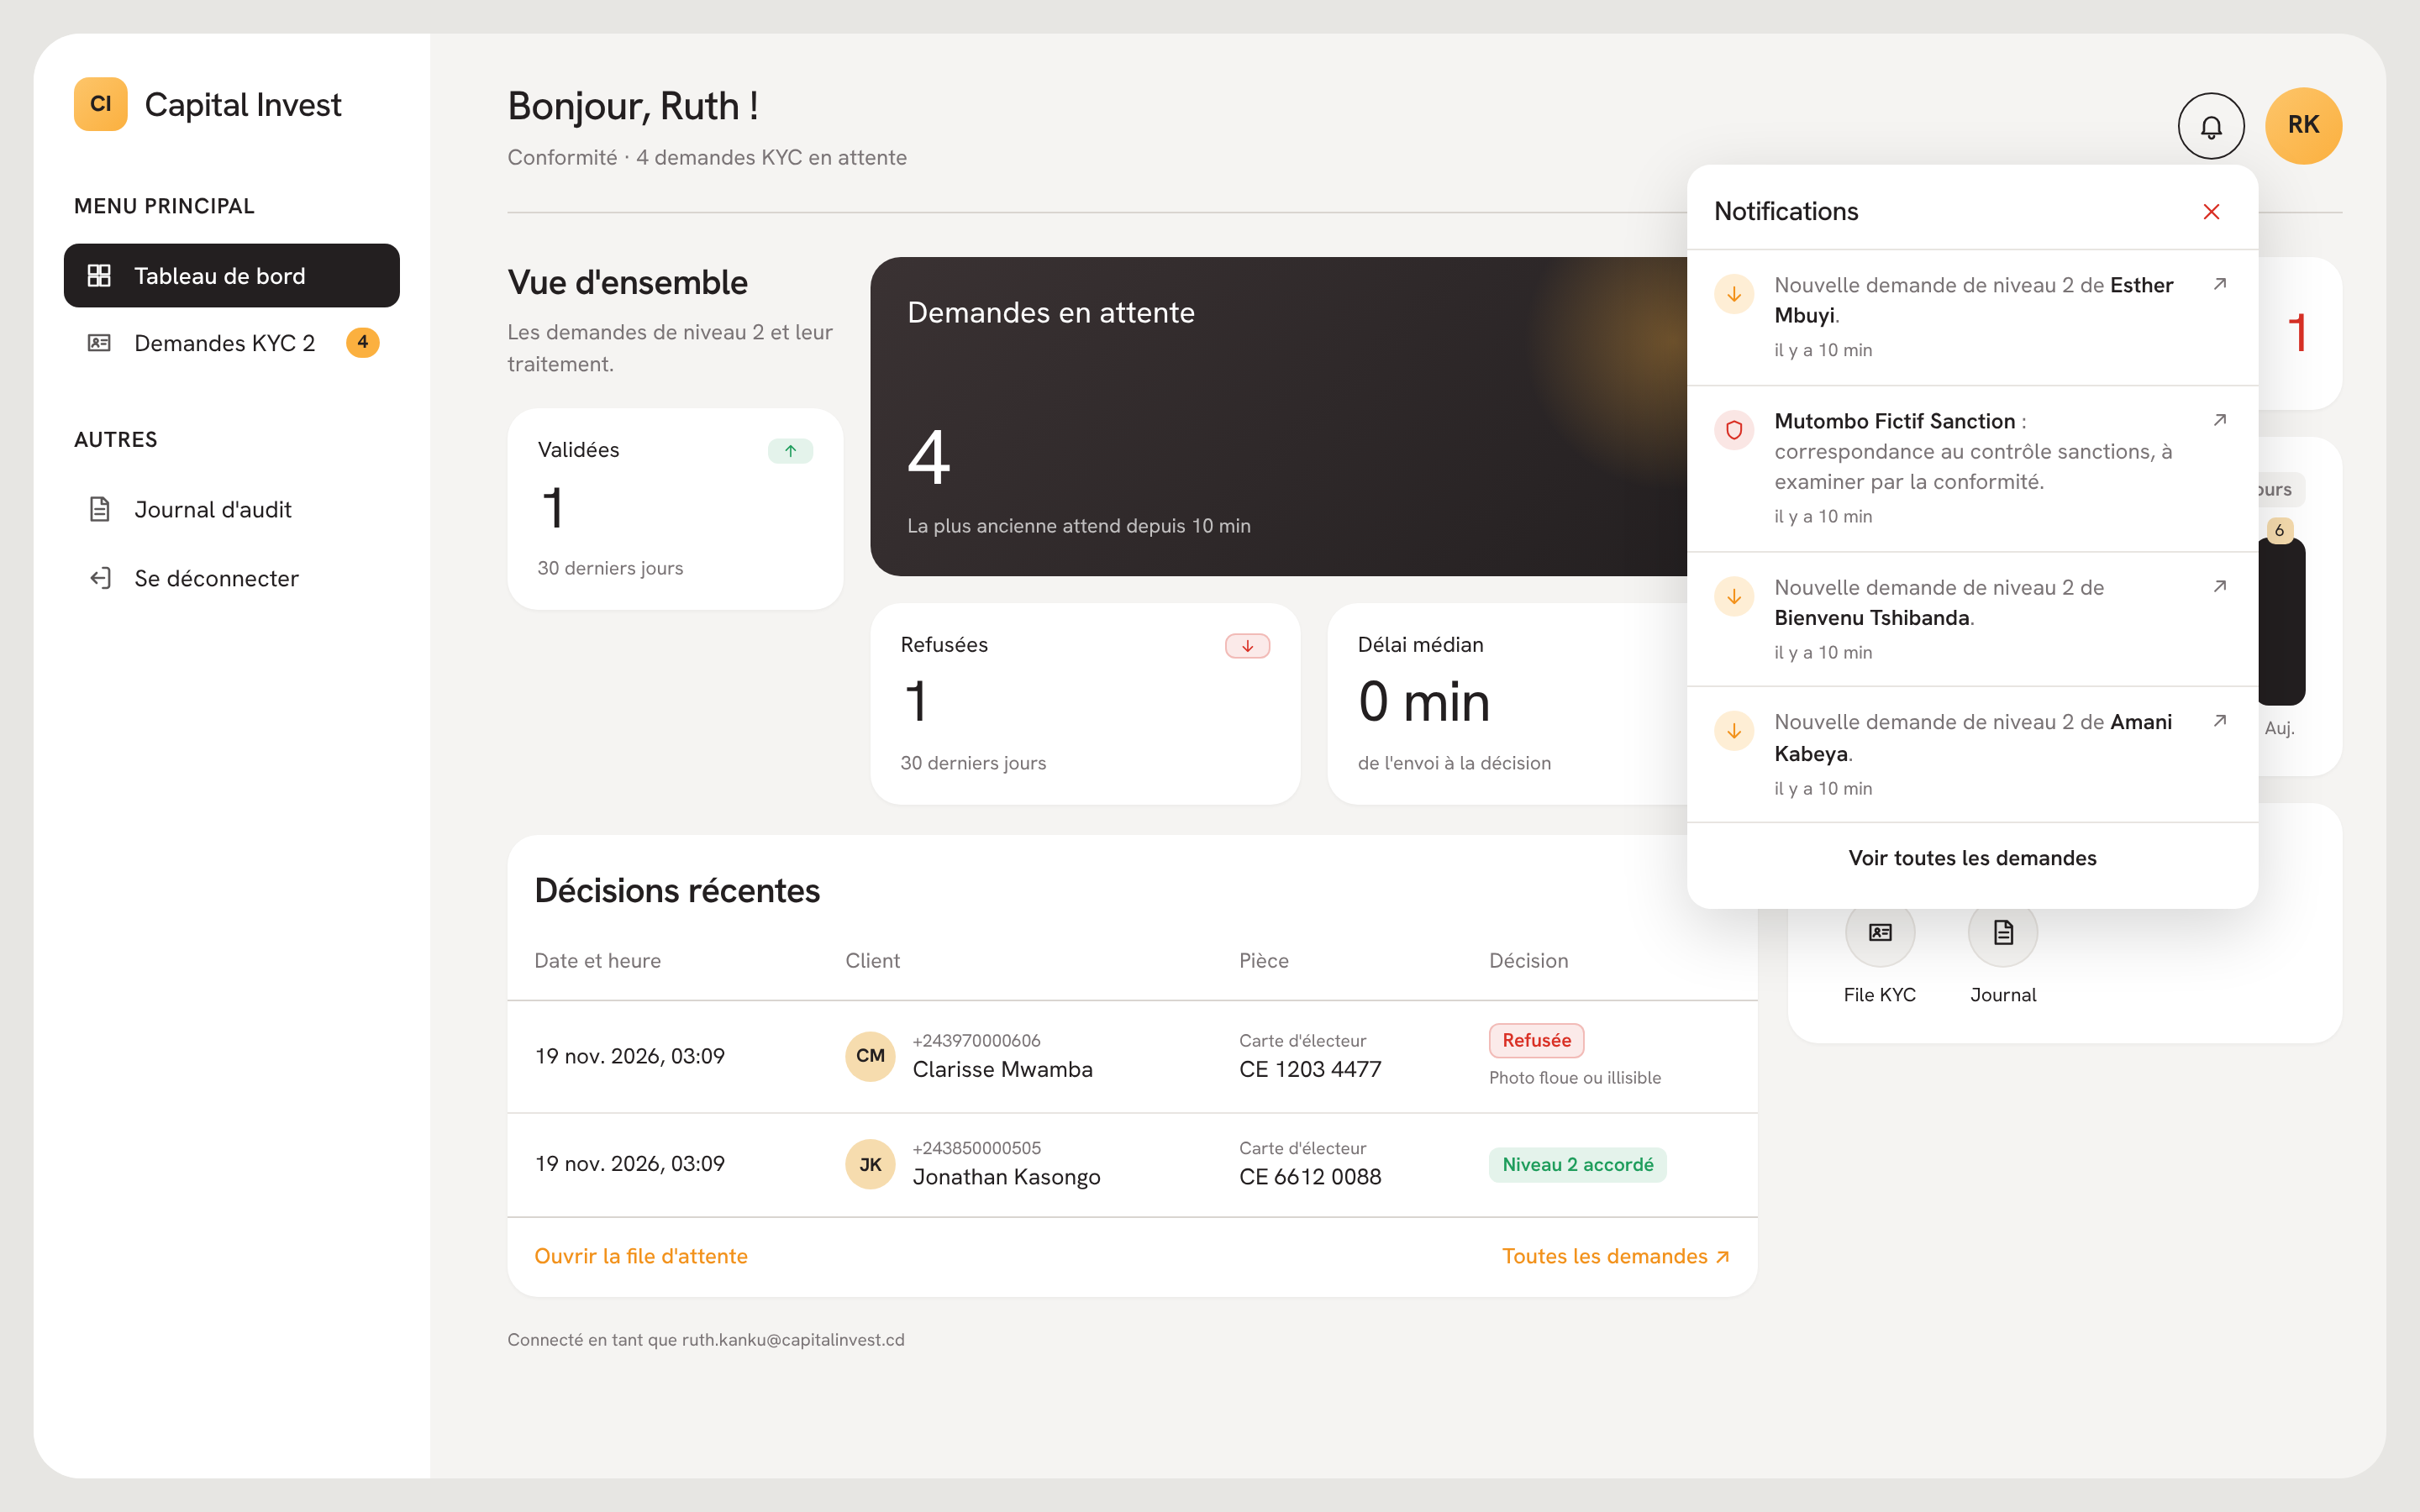 CI
Capital Invest
MENU PRINCIPAL
Tableau de bord
Demandes KYC 2
4
AUTRES
Journal d'audit
Se déconnecter
Bonjour, Ruth !
Conformité · 4 demandes KYC en attente
RK
Vue d'ensemble
Les demandes de niveau 2 et leur
traitement.
Validées
1
30 derniers jours
Demandes en attente
4
La plus ancienne attend depuis 10 min
Refusées
1
30 derniers jours
Délai médian
0 min
de l'envoi à la décision
Notifications
Nouvelle demande de niveau 2 de Esther
Mbuyi.
il y a 10 min
Mutombo Fictif Sanction :
correspondance au contrôle sanctions, à
examiner par la conformité.
il y a 10 min
Nouvelle demande de niveau 2 de
Bienvenu Tshibanda.
il y a 10 min
Nouvelle demande de niveau 2 de Amani
Kabeya.
il y a 10 min
Voir toutes les demandes
1
6
Auj.
File KYC
Journal
Décisions récentes
Date et heure
Client
Pièce
Décision
19 nov. 2026, 03:09
CM
+243970000606
Clarisse Mwamba
Carte d'électeur
CE 1203 4477
Refusée
Photo floue ou illisible
19 nov. 2026, 03:09
JK
+243850000505
Jonathan Kasongo
Carte d'électeur
CE 6612 0088
Niveau 2 accordé
Ouvrir la file d'attente
Toutes les demandes
Connecté en tant que ruth.kanku@capitalinvest.cd